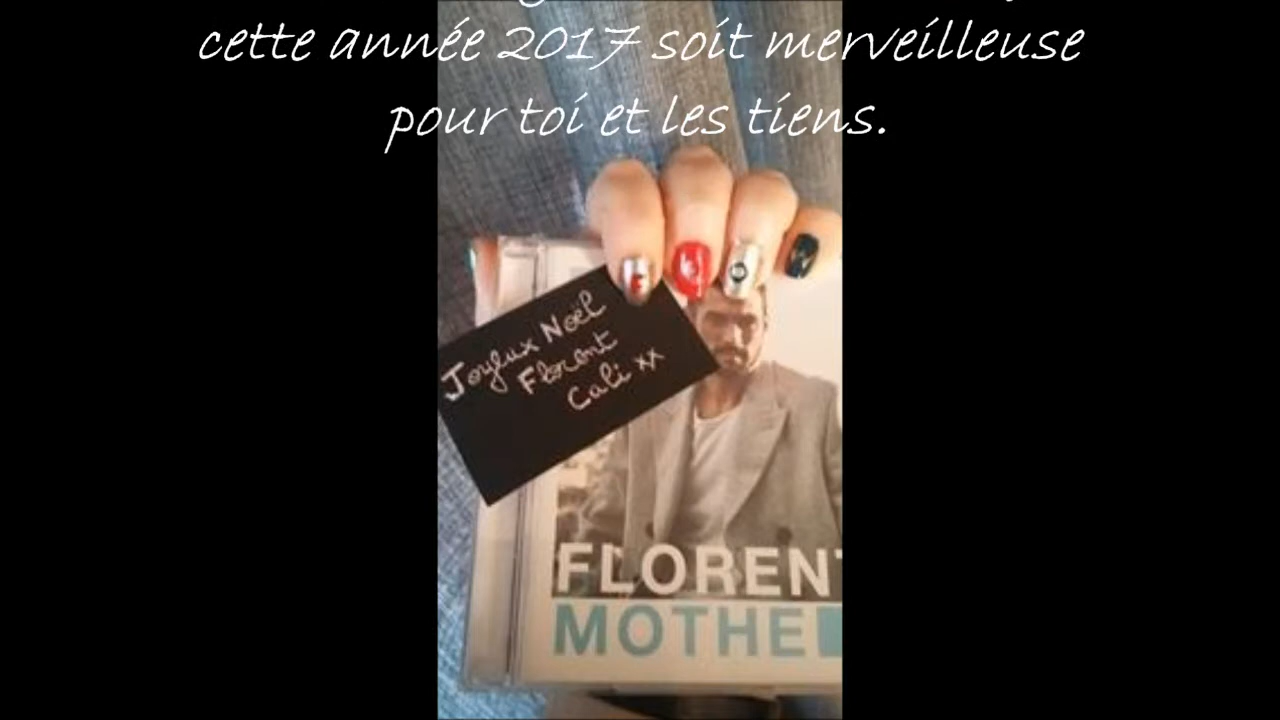 cette année 2017 soit merveilleuse
pour toi et les tiens.
Joyeux Noël
Florent
Cali xx
FLORENT
MOTHE